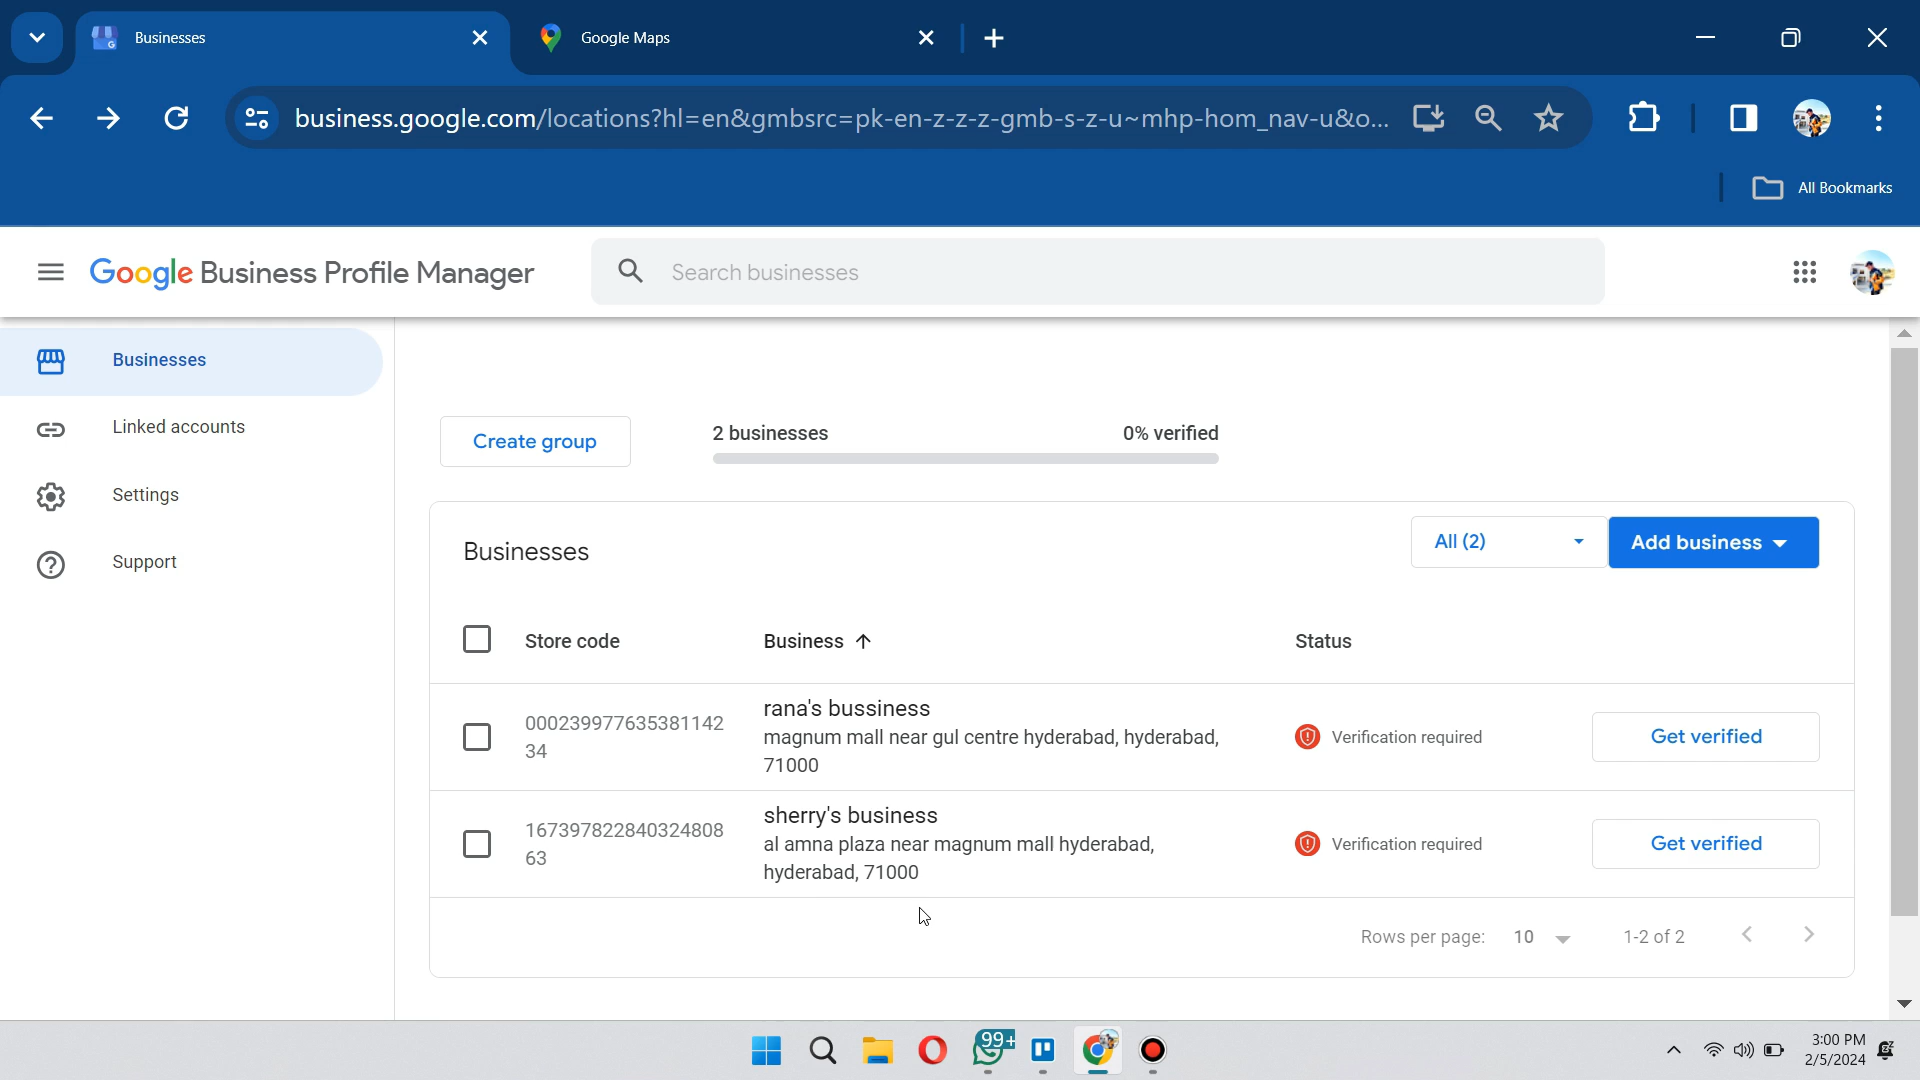 Businesses
Google Maps
business.google.com/locations?hl=en&gmbsrc=pk-en-z-z-z-gmb-s-z-u~mhp-hom_nav-u&o...
All Bookmarks
Google Business Profile Manager
Search businesses
Businesses
Linked accounts
Settings
Support
Create group
2 businesses
0% verified
Businesses
All (2)
Add business
Store code
Business
Status
000239977635381142
34
rana's bussiness
magnum mall near gul centre hyderabad, hyderabad,
71000
Verification required
Get verified
167397822840324808
63
sherry's business
al amna plaza near magnum mall hyderabad,
hyderabad, 71000
Verification required
Get verified
Rows per page:
10
1-2 of 2
99+
3:00 PM
2/5/2024